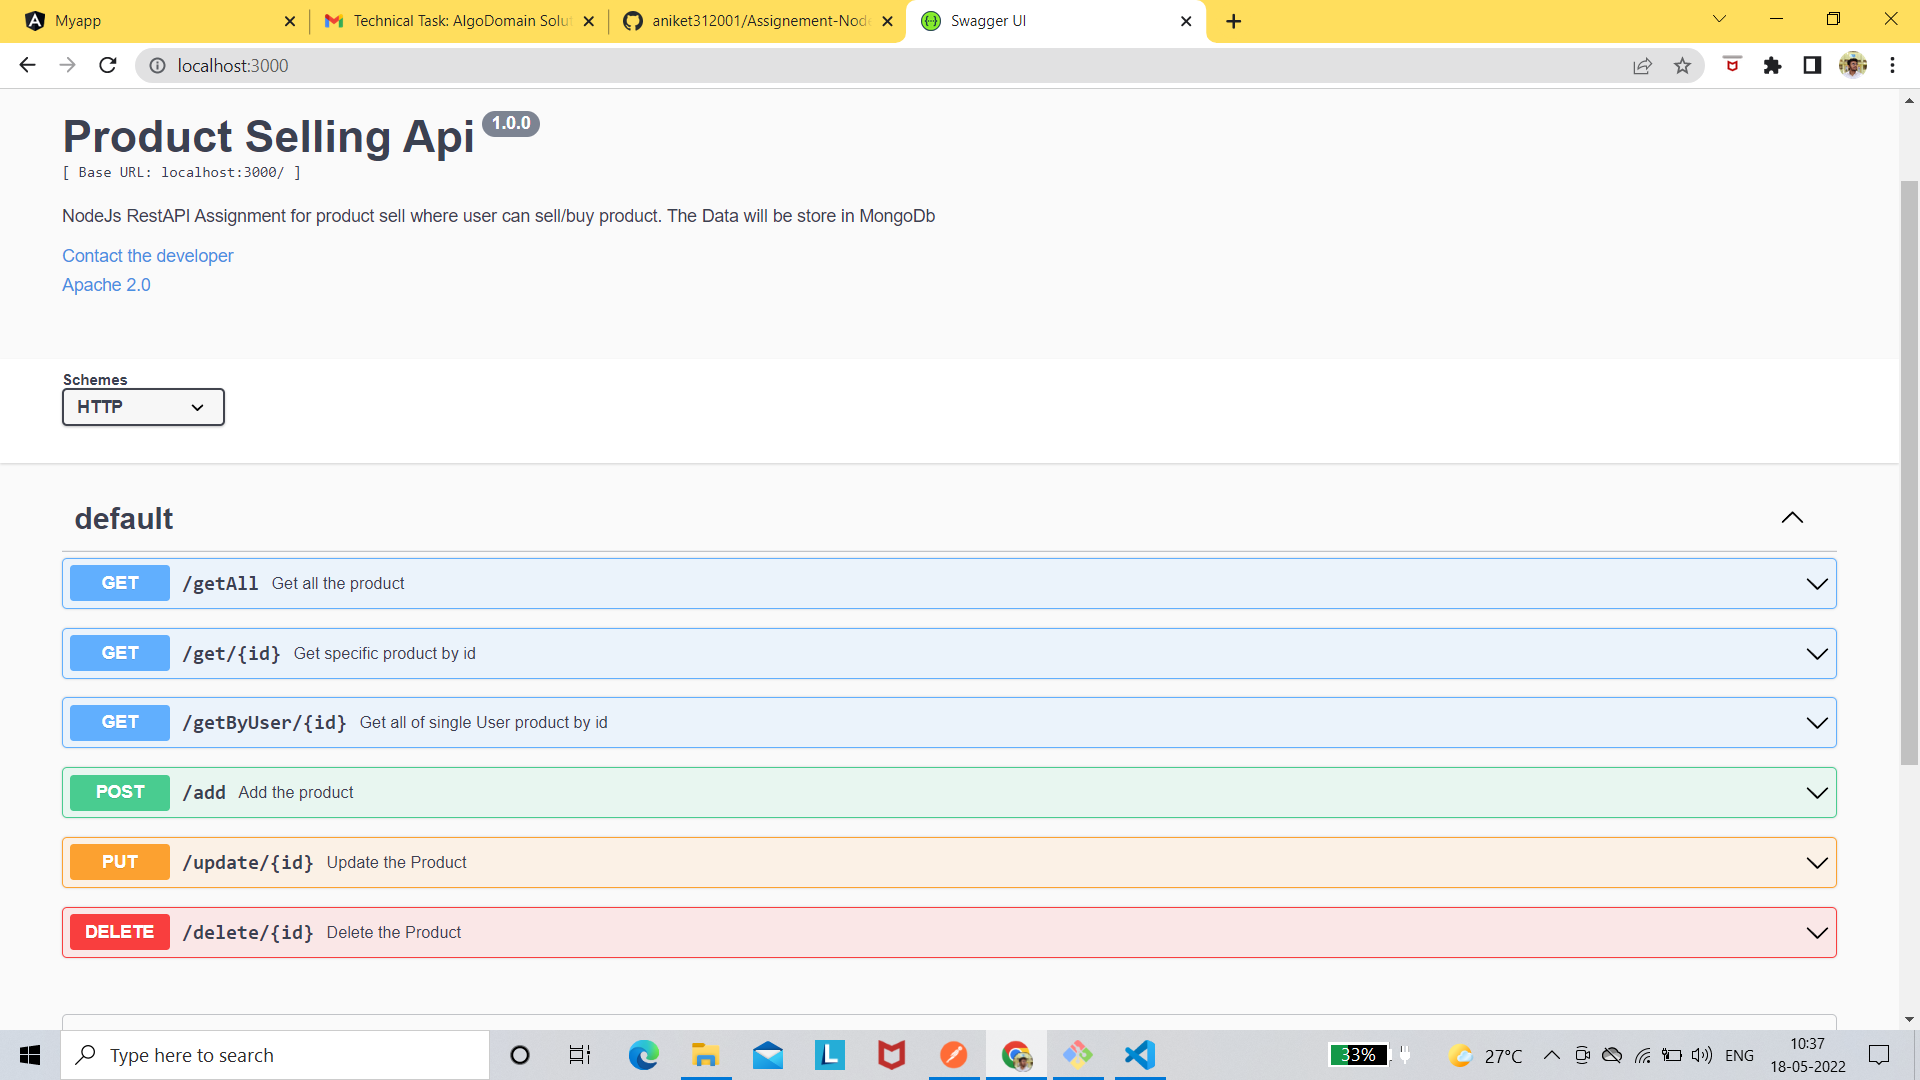 Myapp
Technical Task: AlgoDomain Solut
aniket312001/Assignement-Node
Swagger UI
localhost:3000
Product Selling Api 1.0.0
[ Base URL: localhost:3000/ ]
NodeJs RestAPI Assignment for product sell where user can sell/buy product. The Data will be store in MongoDb
Contact the developer
Apache 2.0
Schemes
HTTP
default
GET /getAll Get all the product
GET /get/{id} Get specific product by id
GET /getByUser/{id} Get all of single User product by id
POST /add Add the product
PUT /update/{id} Update the Product
DELETE /delete/{id} Delete the Product
Type here to search
L
33%
27°C
ENG
10:37
18-05-2022